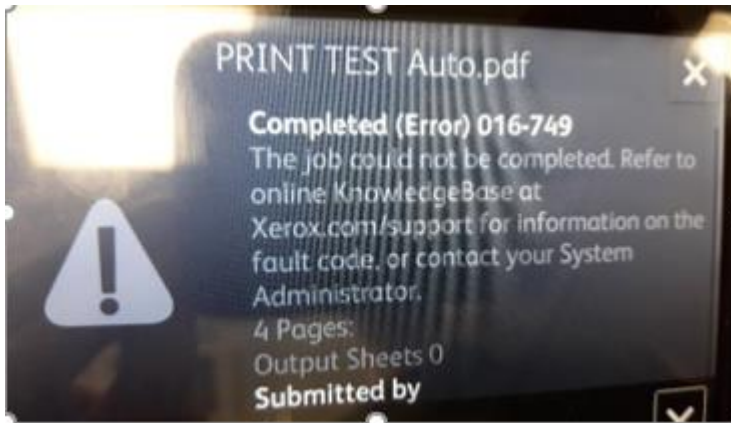 PRINT TEST Auto.pdf
Completed (Error) 016-749
The job could not be completed. Refer to
online KnowledgeBase at
Xerox.com/support for information on the
fault code, or contact your System
Administrator.
4 Pages:
Output Sheets 0
Submitted by